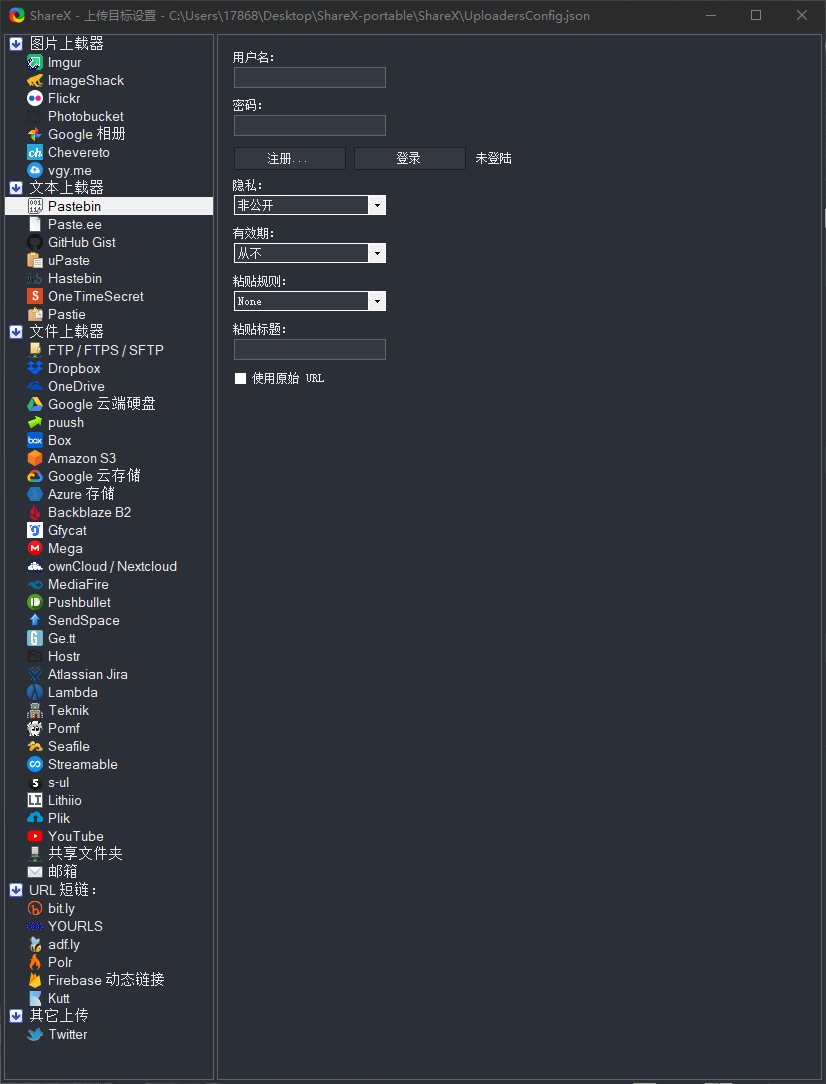 ShareX - 上传目标设置 - C:\Users\17868\Desktop\ShareX-portable\ShareX\UploadersConfig.json
图片上载器
Imgur
ImageShack
Flickr
Photobucket
Google 相册
Chevereto
vgy.me
文本上载器
Pastebin
Paste.ee
GitHub Gist
uPaste
Hastebin
OneTimeSecret
Pastie
文件上载器
FTP / FTPS / SFTP
Dropbox
OneDrive
Google 云端硬盘
puush
Box
Amazon S3
Google 云存储
Azure 存储
Backblaze B2
Gfycat
Mega
ownCloud / Nextcloud
MediaFire
Pushbullet
SendSpace
Ge.tt
Hostr
Atlassian Jira
Lambda
Teknik
Pomf
Seafile
Streamable
s-ul
Lithiio
Plik
YouTube
共享文件夹
邮箱
URL 短链：
bit.ly
YOURLS
adf.ly
Polr
Firebase 动态链接
Kutt
其它上传
Twitter
用户名：
密码：
注册... 登录 未登陆
隐私：
非公开
有效期：
从不
粘贴规则：
None
粘贴标题：
使用原始 URL